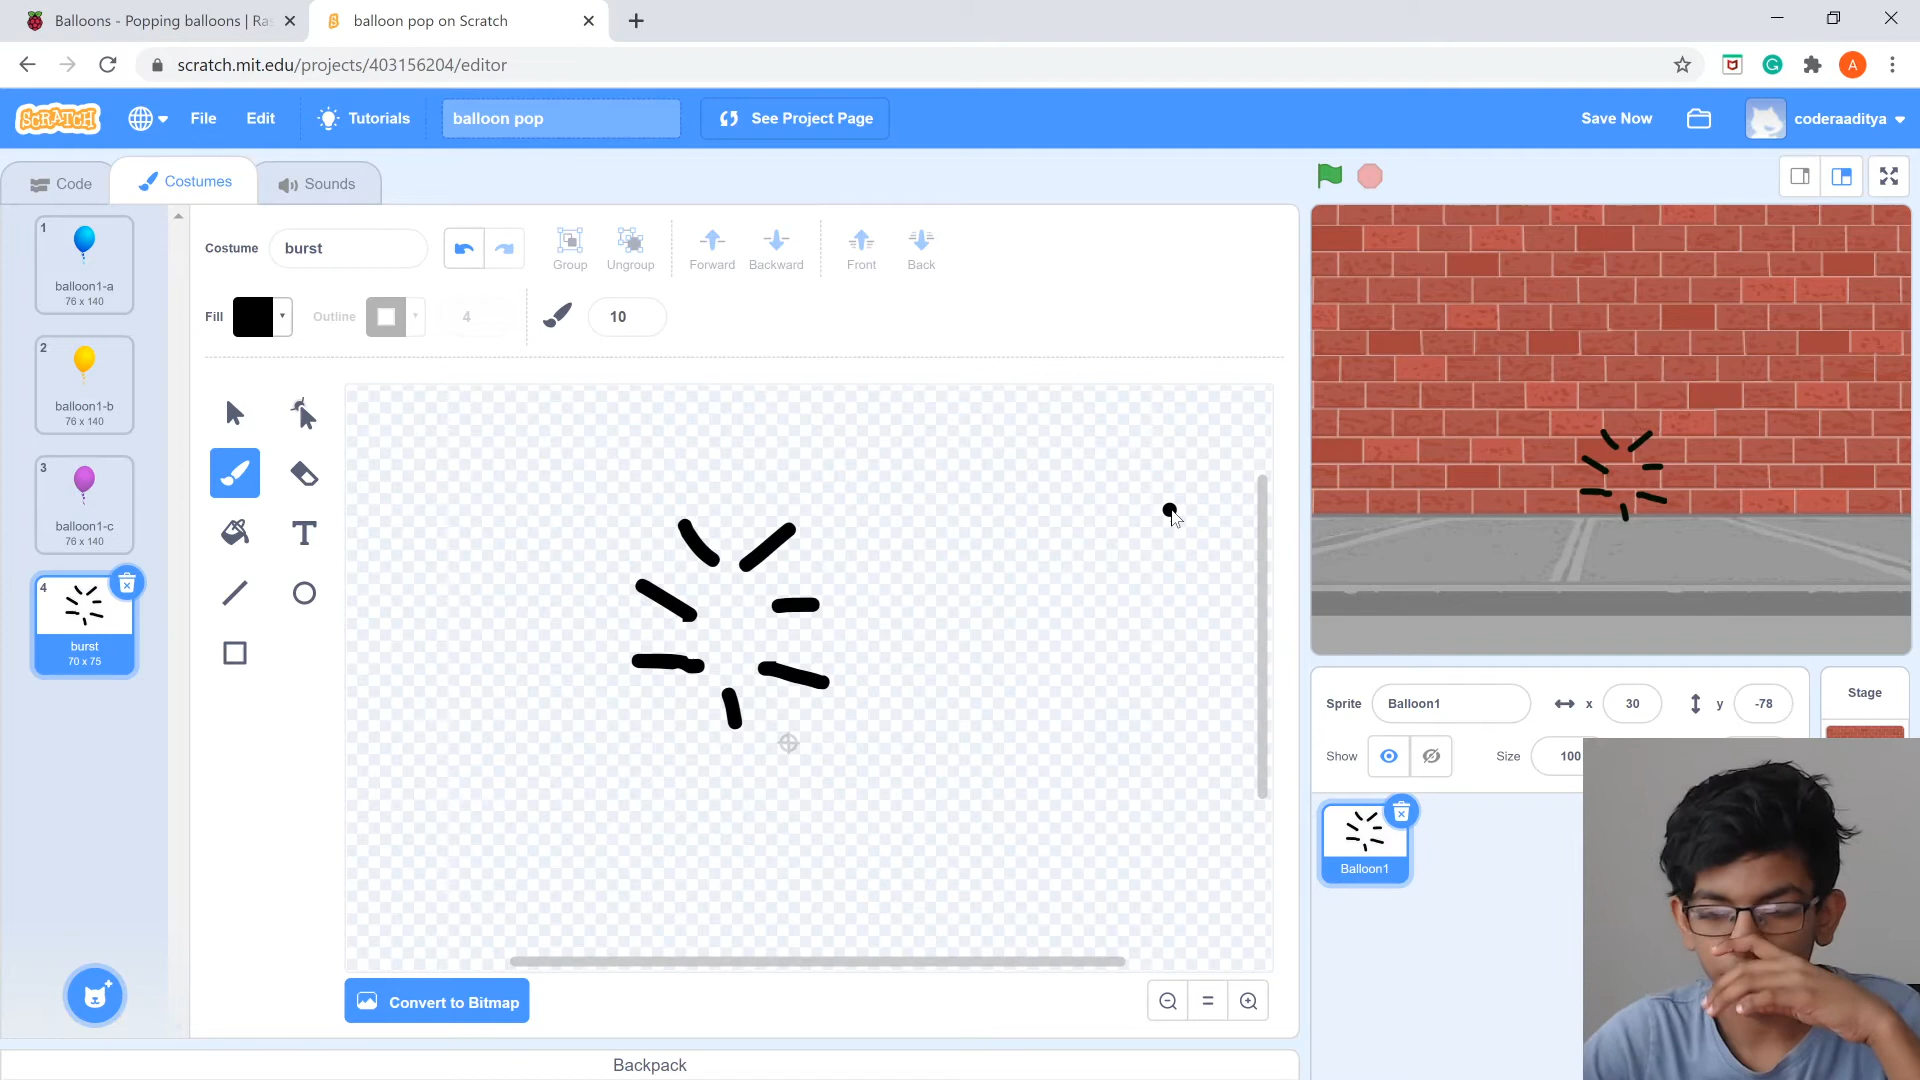 Balloons - Popping balloons | Ra
balloon pop on Scratch
scratch.mit.edu/projects/403156204/editor
A
SCRATCH
File
Edit
Tutorials
balloon pop
See Project Page
Save Now
coderaaditya
Code
Costumes
Sounds
1
balloon1-a
76 x 140
2
balloon1-b
76 x 140
3
balloon1-c
76 x 140
4
burst
70 x 75
Costume
burst
Group
Ungroup
Forward
Backward
Front
Back
Fill
Outline
4
10
T
Convert to Bitmap
Backpack
Sprite
Balloon1
x
30
y
-78
Show
Size
100
Stage
Balloon1